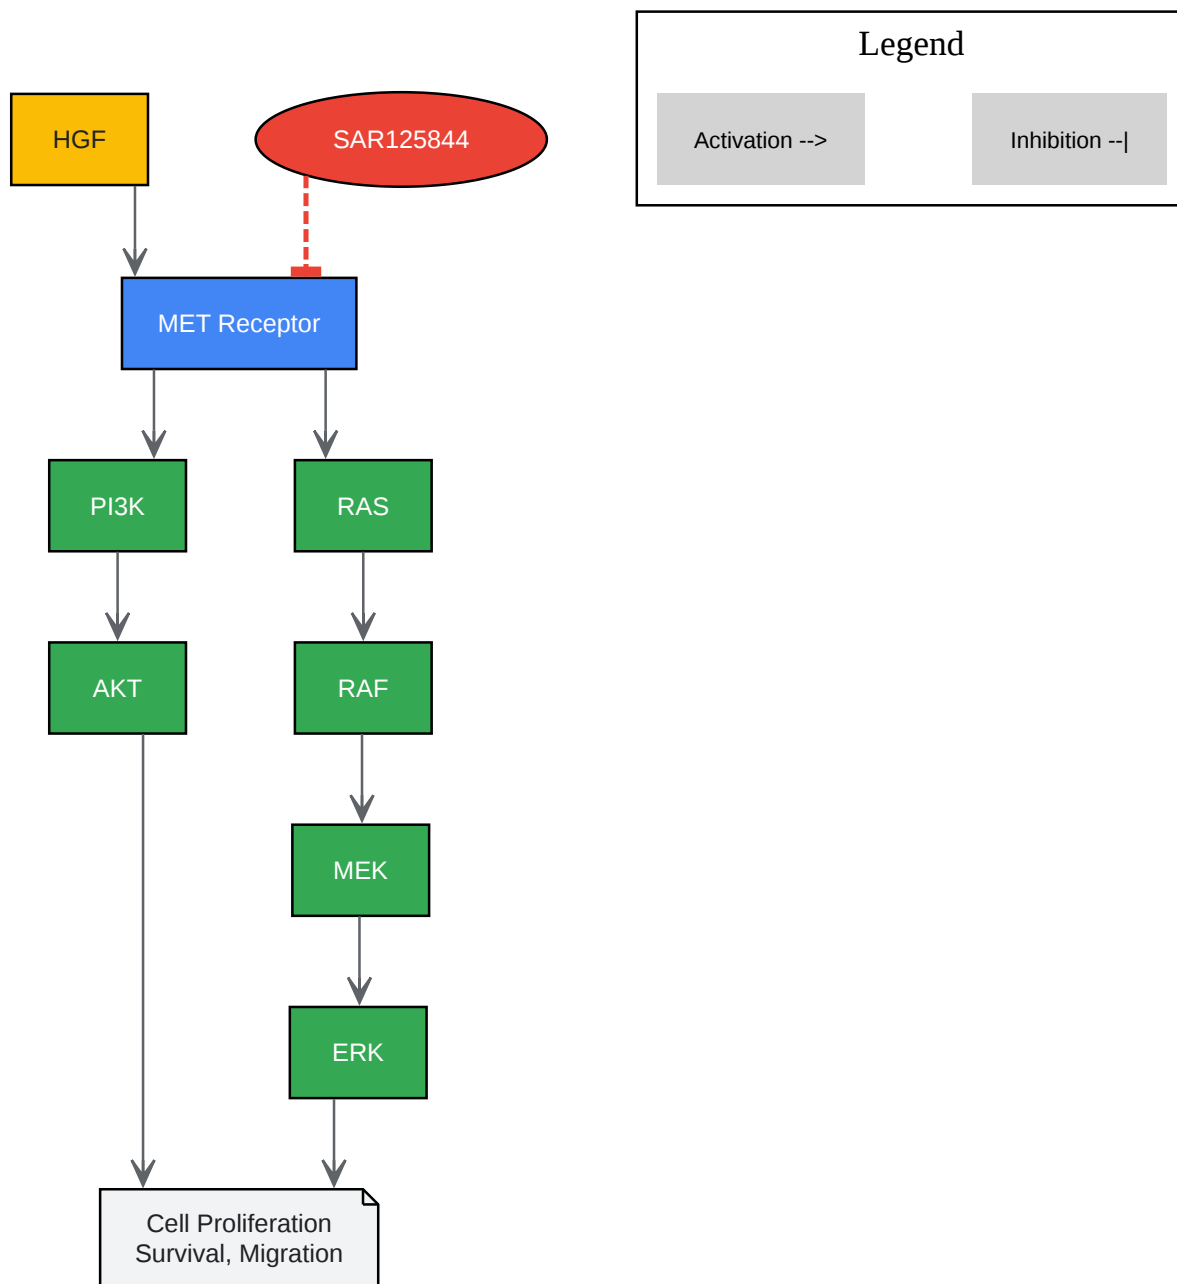 Legend
HGF
SAR125844
Activation -->
Inhibition --|
MET Receptor
PI3K
RAS
AKT
RAF
MEK
ERK
Cell Proliferation
Survival, Migration